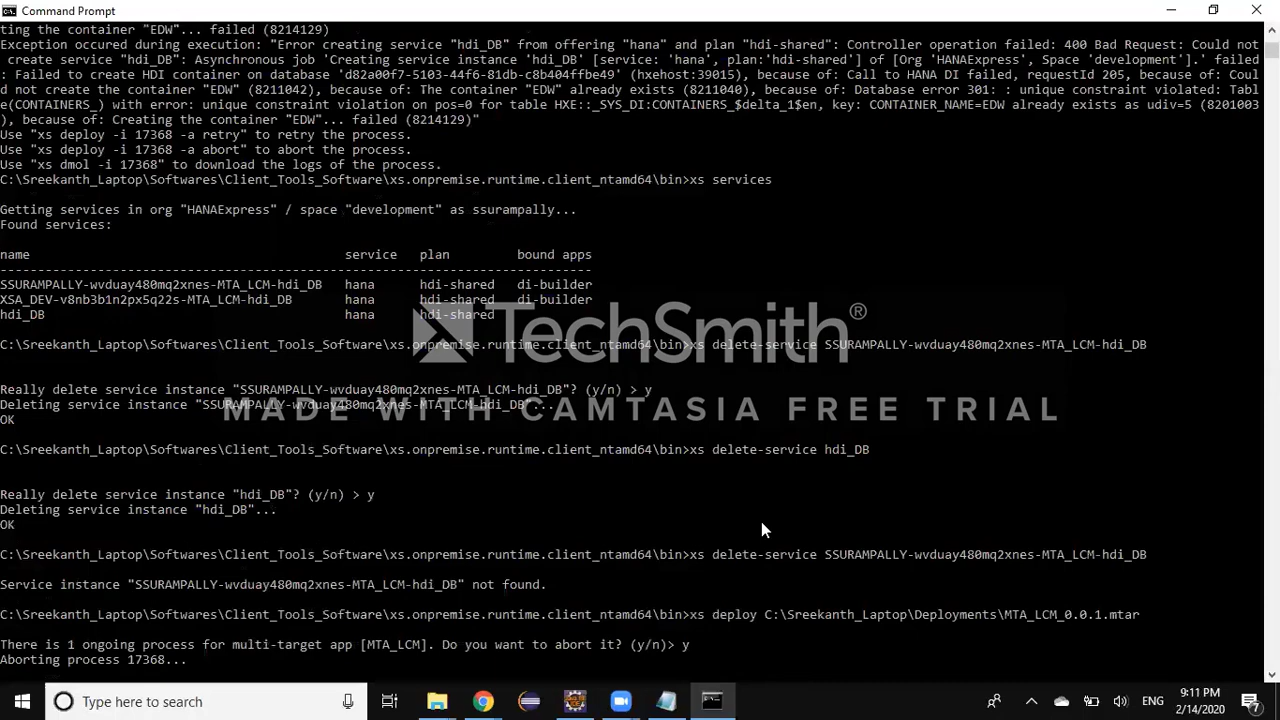 Command Prompt
ting the container "EDW"... failed (8214129)
Exception occured during execution: "Error creating service "hdi_DB" from offering "hana" and plan "hdi-shared": Controller operation failed: 400 Bad Request: Could not
 create service "hdi_DB": Asynchronous job 'Creating service instance 'hdi_DB' [service: 'hana', plan:'hdi-shared'] of [Org 'HANAExpress', Space 'development'].' failed
: Failed to create HDI container on database 'd82a00f7-5103-44f6-81db-c8b404ffbe49' (hxehost:39015), because of: Call to HANA DI failed, requestId 205, because of: Coul
d not create the container "EDW" (8211042), because of: The container "EDW" already exists (8211040), because of: Database error 301: : unique constraint violated: Tabl
e(CONTAINERS_) with error: unique constraint violation on pos=0 for table HXE::_SYS_DI:CONTAINERS_$delta_1$en, key: CONTAINER_NAME=EDW already exists as udiv=5 (8201003
), because of: Creating the container "EDW"... failed (8214129)"
Use "xs deploy -i 17368 -a retry" to retry the process.
Use "xs deploy -i 17368 -a abort" to abort the process.
Use "xs dmol -i 17368" to download the logs of the process.
C:\Sreekanth_Laptop\Softwares\Client_Tools_Software\xs.onpremise.runtime.client_ntamd64\bin>xs services
Getting services in org "HANAExpress" / space "development" as ssurampally...
Found services:
name service plan bound apps
--------------------------------------------------------------------------------
SSURAMPALLY-wvduay480mq2xnes-MTA_LCM-hdi_DB hana hdi-shared di-builder
XSA_DEV-v8nb3b1n2px5q22s-MTA_LCM-hdi_DB hana hdi-shared di-builder
hdi_DB hana hdi-shared
TechSmith®
C:\Sreekanth_Laptop\Softwares\Client_Tools_Software\xs.onpremise.runtime.client_ntamd64\bin>xs delete-service SSURAMPALLY-wvduay480mq2xnes-MTA_LCM-hdi_DB
Really delete service instance "SSURAMPALLY-wvduay480mq2xnes-MTA_LCM-hdi_DB"? (y/n) > y
Deleting service instance "SSURAMPALLY-wvduay480mq2xnes-MTA_LCM-hdi_DB"...
MADE WITH CAMTASIA FREE TRIAL
OK
C:\Sreekanth_Laptop\Softwares\Client_Tools_Software\xs.onpremise.runtime.client_ntamd64\bin>xs delete-service hdi_DB
Really delete service instance "hdi_DB"? (y/n) > y
Deleting service instance "hdi_DB"...
OK
C:\Sreekanth_Laptop\Softwares\Client_Tools_Software\xs.onpremise.runtime.client_ntamd64\bin>xs delete-service SSURAMPALLY-wvduay480mq2xnes-MTA_LCM-hdi_DB
Service instance "SSURAMPALLY-wvduay480mq2xnes-MTA_LCM-hdi_DB" not found.
C:\Sreekanth_Laptop\Softwares\Client_Tools_Software\xs.onpremise.runtime.client_ntamd64\bin>xs deploy C:\Sreekanth_Laptop\Deployments\MTA_LCM_0.0.1.mtar
There is 1 ongoing process for multi-target app [MTA_LCM]. Do you want to abort it? (y/n)> y
Aborting process 17368...
Type here to search
ENG
9:11 PM
2/14/2020
7